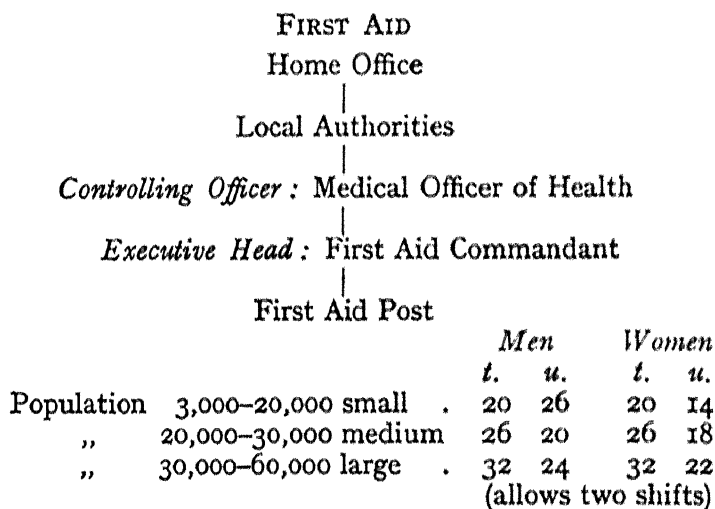 FIRST AID
Home Office
Local Authorities
Controlling Officer : Medical Officer of Health
Executive Head : First Aid Commandant
First Aid Post
Men Women
t. u. t. u.
Population 3,000–20,000 small . 20 26 20 14
„ 20,000–30,000 medium 26 20 26 18
„ 30,000–60,000 large . 32 24 32 22
(allows two shifts)